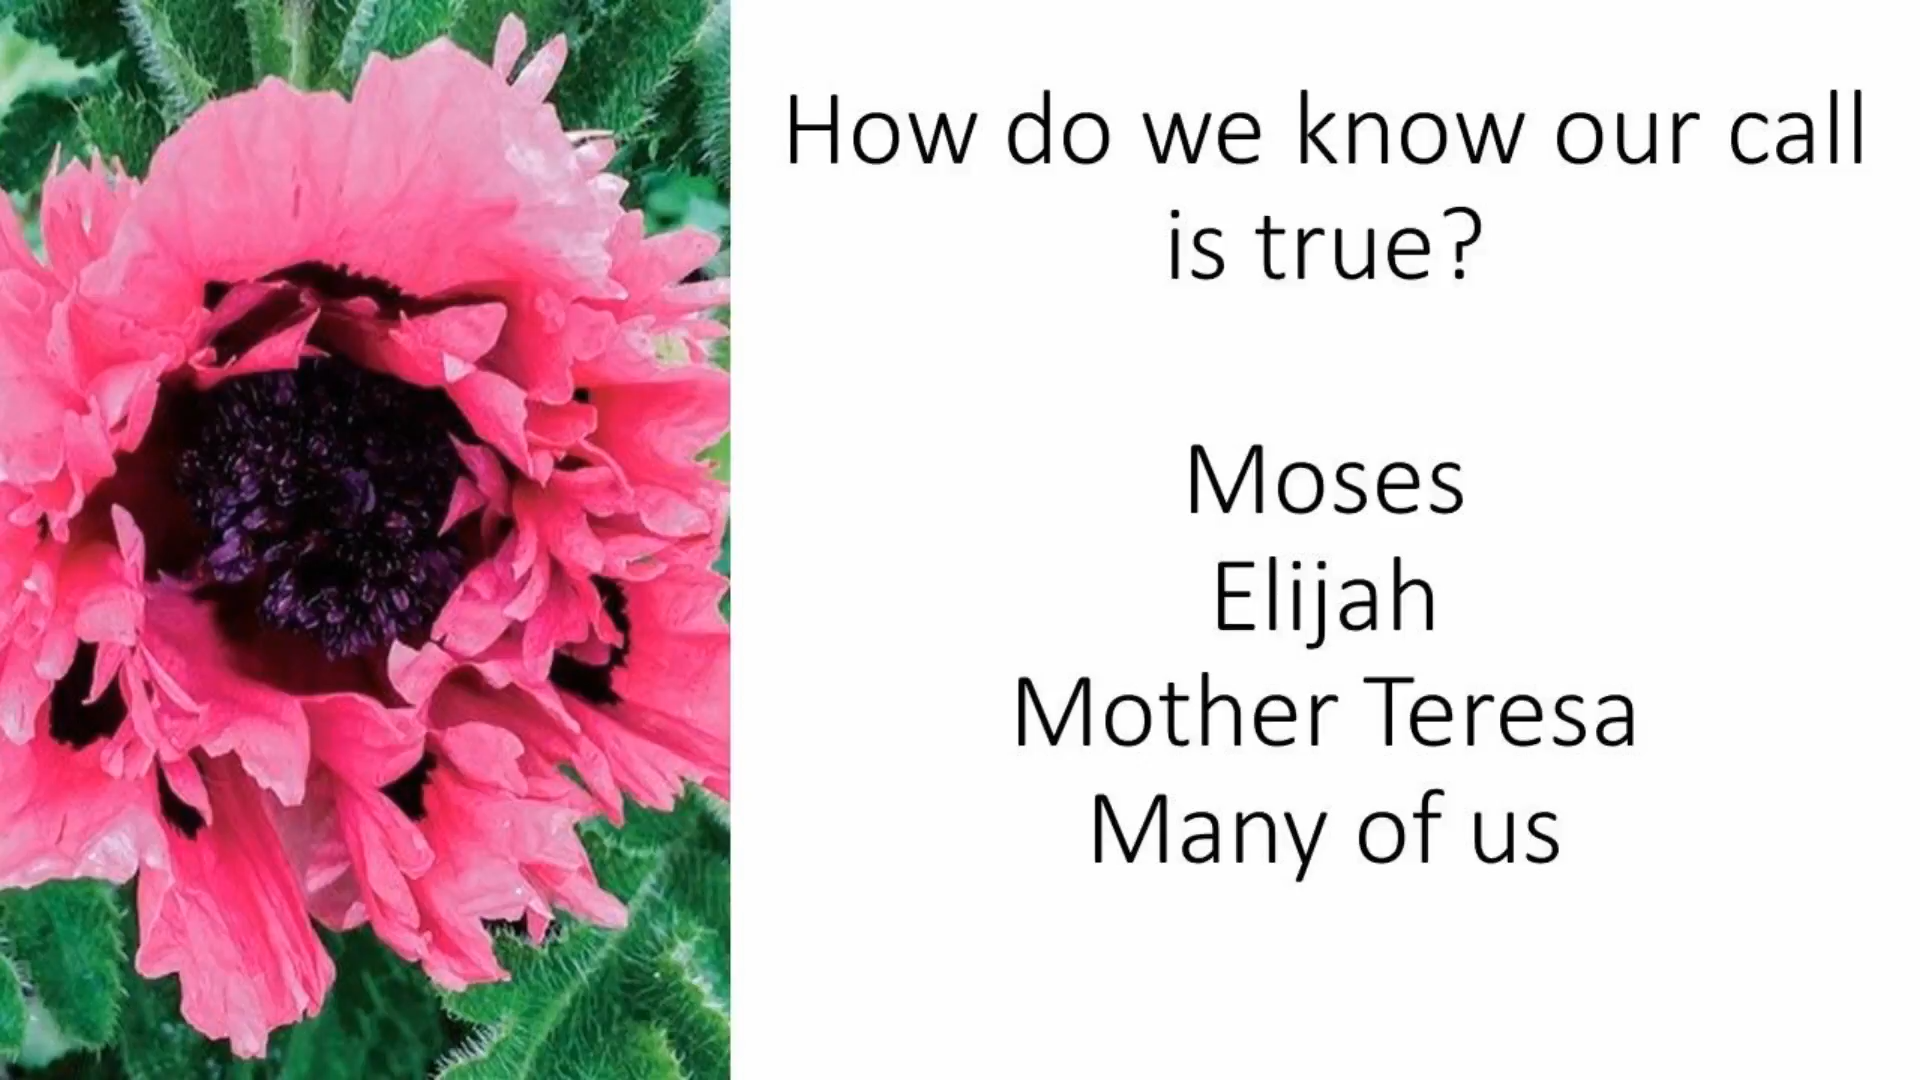 How do we know our call
is true?
Moses
Elijah
Mother Teresa
Many of us